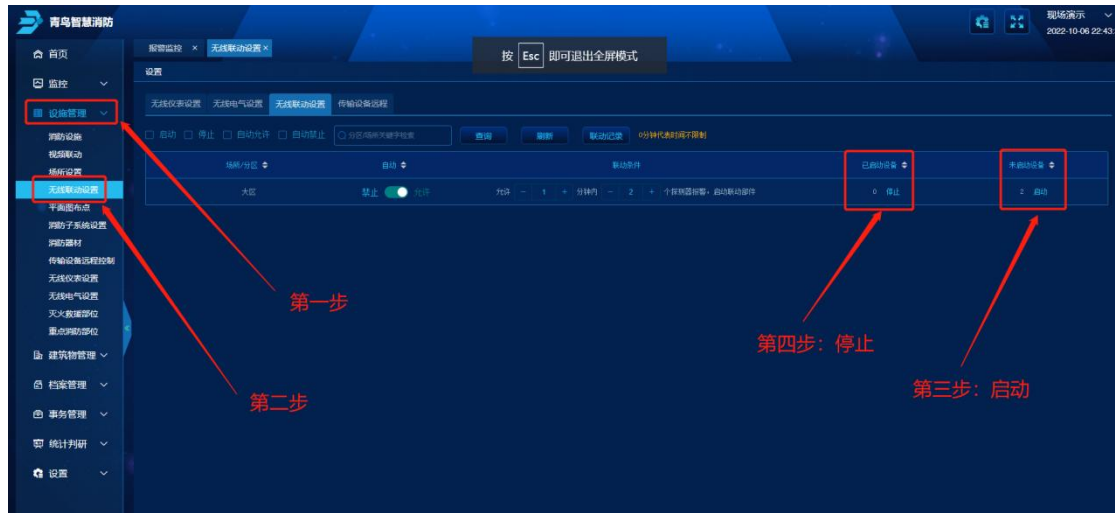 青鸟智慧消防
现场演示
2022-10-06 22:43:
首页
报警监控 ×
无线联动设置 ×
按 Esc 即可退出全屏模式
设置
监控
无线仪表设置 无线电气设置 无线联动设置 传输设备远程
设施管理
启动 停止 自动允许 自动禁止 分区/场所关键字检索 查询 刷新 联动记录 0分钟代表时间不限制
消防设施
视频联动
场所设置
无线联动设置
平面图布点
消防子系统设置
消防器材
传输设备远程控制
无线仪表设置
无线电气设置
灭火救援部位
重点消防部位
场所/分区 自动 联动条件 已启动设备 未启动设备
大区 禁止 允许 允许 − 1 + 分钟内 − 2 + 个探测器报警,启动联动部件 0 停止 2 启动
第一步
第二步
第四步:停止
第三步:启动
建筑物管理
档案管理
事务管理
统计判研
设置